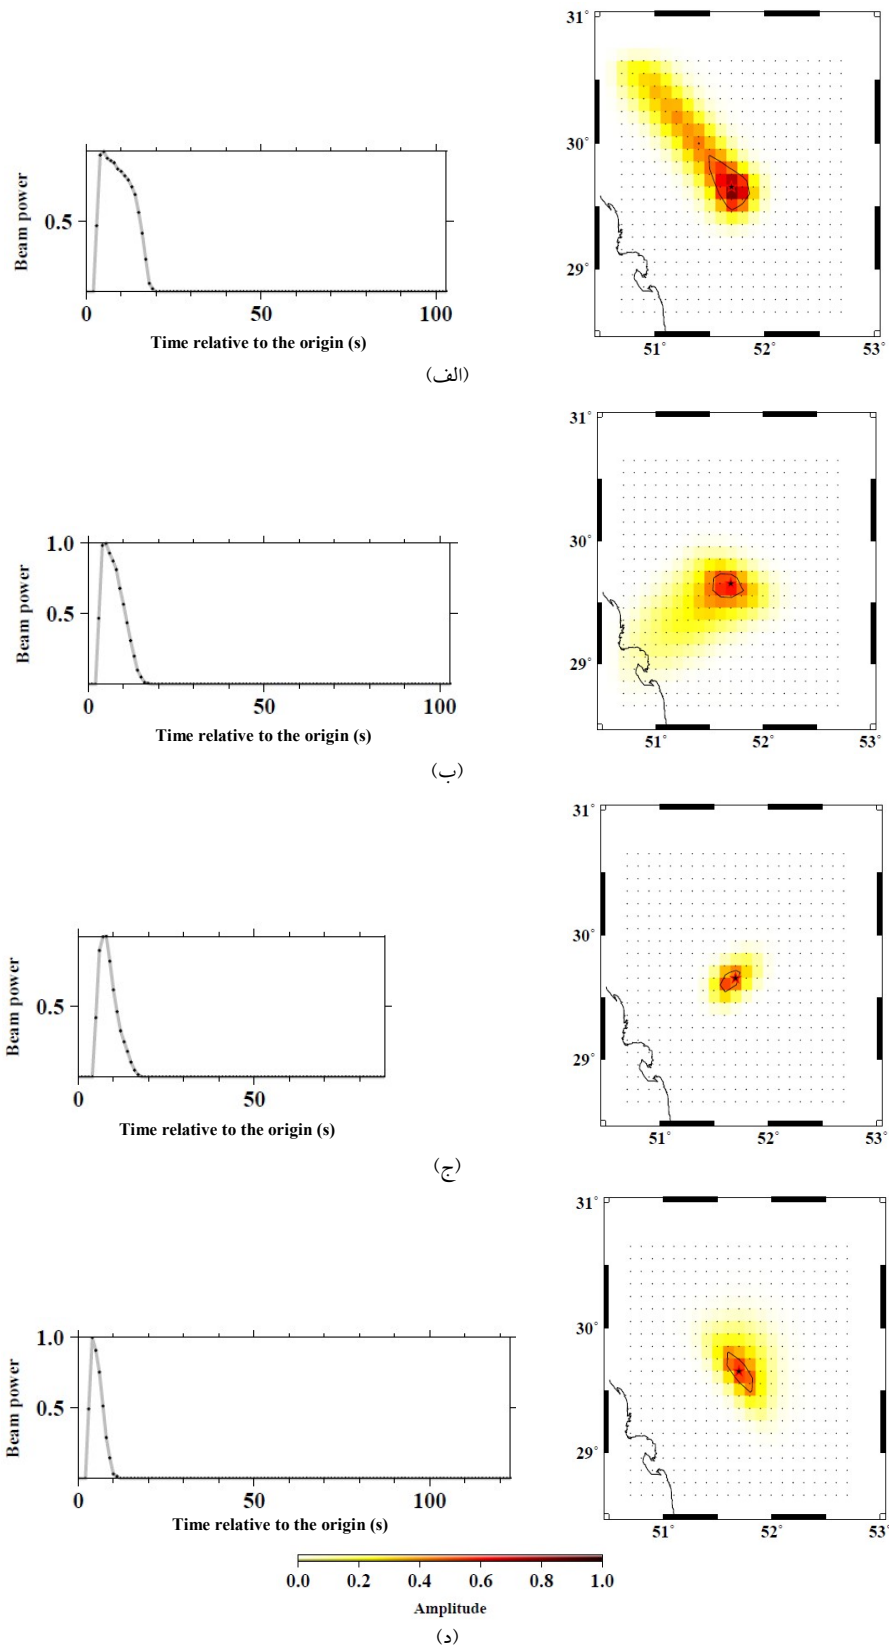 31°
30°
29°
51° 52° 53°
Beam power
0.5
0 50 100
Time relative to the origin (s)
(الف)
31°
30°
29°
51° 52° 53°
Beam power
1.0
0.5
0 50 100
Time relative to the origin (s)
(ب)
31°
30°
29°
51° 52° 53°
Beam power
0.5
0 50
Time relative to the origin (s)
(ج)
31°
30°
29°
51° 52° 53°
Beam power
1.0
0.5
0 50 100
Time relative to the origin (s)
0.0 0.2 0.4 0.6 0.8 1.0
Amplitude
(د)